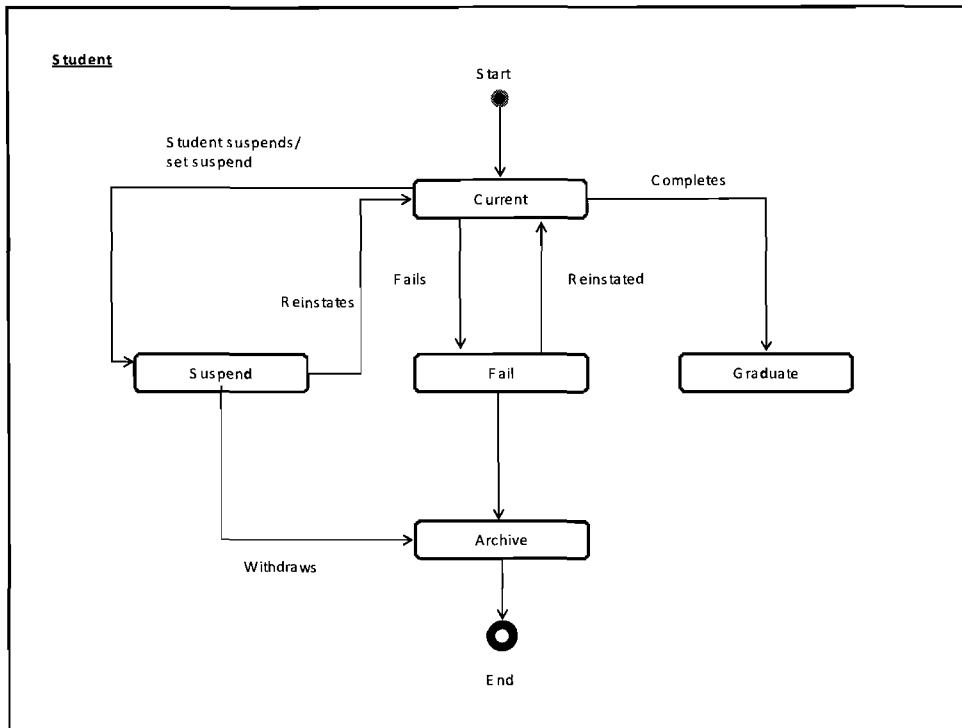 Student
Start
Student suspends/
set suspend
Completes
Current
Reinstates
Fails
Reinstated
Suspend
Fail
Graduate
Archive
Withdraws
End